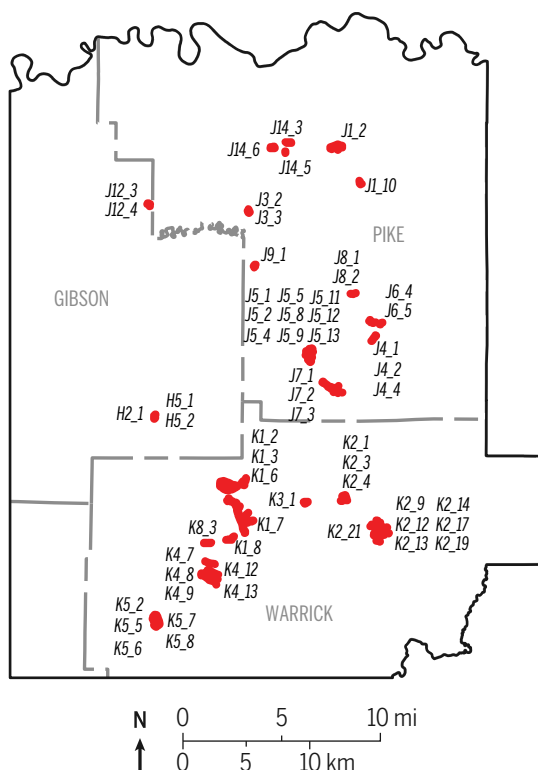 J14_3
J1_2
J14_6
J14_5
J1_10
J12_3
J12_4
J3_2
J3_3
PIKE
J9_1
J8_1
J8_2
GIBSON
J5_1 J5_5 J5_11
J5_2 J5_8 J5_12
J5_4 J5_9 J5_13
J6_4
J6_5
J4_1
J4_2
J4_4
J7_1
J7_2
J7_3
H2_1
H5_1
H5_2
K1_2
K1_3
K1_6
K2_1
K2_3
K2_4
K3_1
K1_7
K2_21
K2_9 K2_14
K2_12 K2_17
K2_13 K2_19
K8_3
K1_8
K4_7
K4_8
K4_9
K4_12
K4_13
WARRICK
K5_2
K5_5
K5_6
K5_7
K5_8
N
0 5 10 mi
0 5 10 km